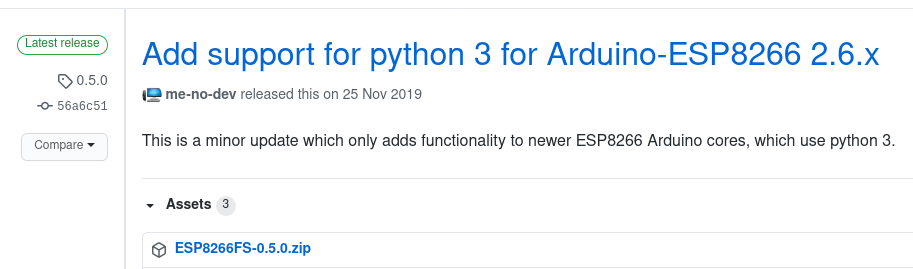 Latest release
0.5.0
56a6c51
Compare
Add support for python 3 for Arduino-ESP8266 2.6.x
me-no-dev released this on 25 Nov 2019
This is a minor update which only adds functionality to newer ESP8266 Arduino cores, which use python 3.
Assets 3
ESP8266FS-0.5.0.zip